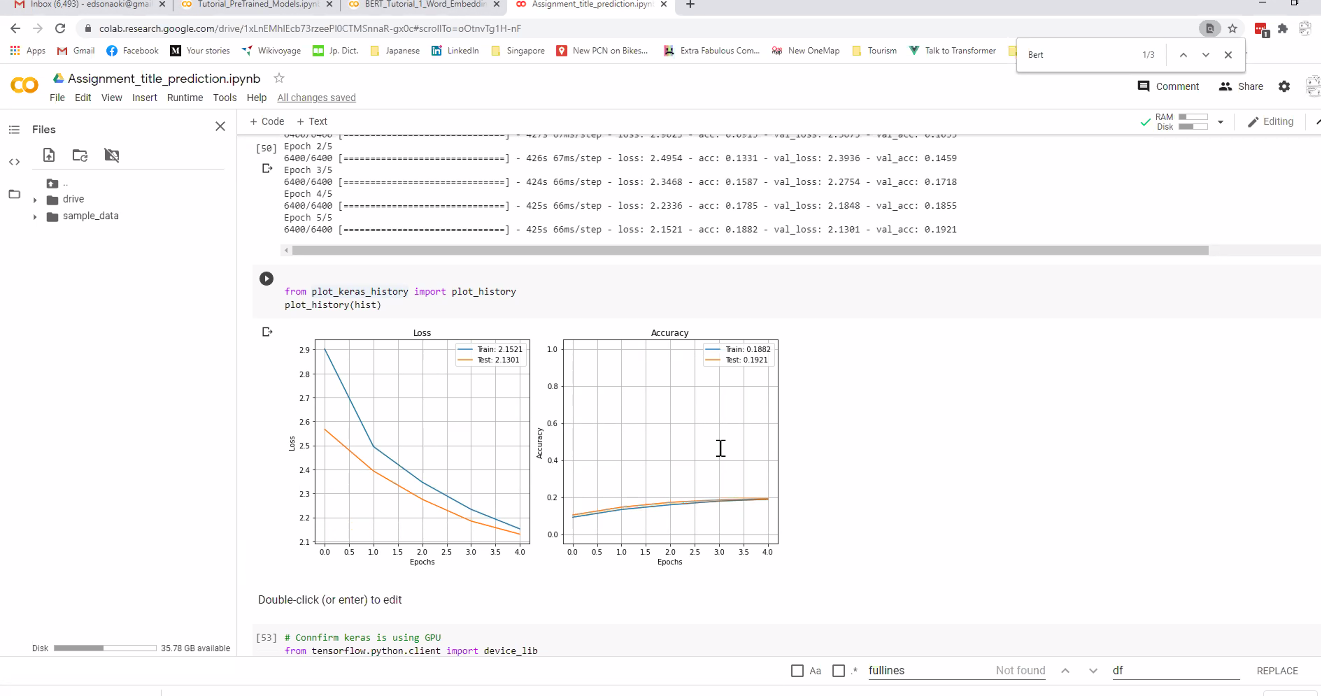 Inbox (6,493) - edsonaoki@gmai
Tutorial_PreTrained_Models.ipynl
BERT_Tutorial_1_Word_Embeddin
Assignment_title_prediction.ipyn
colab.research.google.com/drive/1xLnEMhIEcb73rzeePl0CTMSnnaR-gx0c#scrollTo=oOtnvTg1H-nF
Apps
Gmail
Facebook
Your stories
Wikivoyage
Jp. Dict.
Japanese
LinkedIn
Singapore
New PCN on Bikes...
Extra Fabulous Com...
New OneMap
Tourism
Talk to Transformer
Bert
1/3
Assignment_title_prediction.ipynb
File Edit View Insert Runtime Tools Help All changes saved
Comment
Share
Files
+ Code + Text
RAM
Disk
Editing
..
drive
sample_data
[50]
Epoch 2/5
6400/6400 [==============================] - 426s 67ms/step - loss: 2.4954 - acc: 0.1331 - val_loss: 2.3936 - val_acc: 0.1459
Epoch 3/5
6400/6400 [==============================] - 424s 66ms/step - loss: 2.3468 - acc: 0.1587 - val_loss: 2.2754 - val_acc: 0.1718
Epoch 4/5
6400/6400 [==============================] - 425s 66ms/step - loss: 2.2336 - acc: 0.1785 - val_loss: 2.1848 - val_acc: 0.1855
Epoch 5/5
6400/6400 [==============================] - 425s 66ms/step - loss: 2.1521 - acc: 0.1882 - val_loss: 2.1301 - val_acc: 0.1921
from plot_keras_history import plot_history
plot_history(hist)
Loss
Train: 2.1521
Test: 2.1301
2.9
2.8
2.7
2.6
2.5
2.4
2.3
2.2
2.1
Loss
0.0 0.5 1.0 1.5 2.0 2.5 3.0 3.5 4.0
Epochs
Accuracy
Train: 0.1882
Test: 0.1921
1.0
0.8
0.6
0.4
0.2
0.0
Accuracy
0.0 0.5 1.0 1.5 2.0 2.5 3.0 3.5 4.0
Epochs
Double-click (or enter) to edit
[53]
# Connfirm keras is using GPU
from tensorflow.python.client import device_lib
Disk
35.78 GB available
Aa
.*
fullines
Not found
df
REPLACE